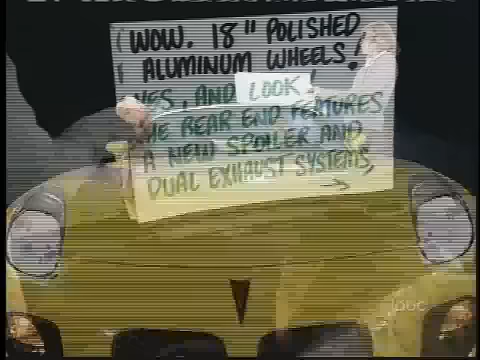 WOW. 18" POLISHED
ALUMINUM WHEELS!
YES, AND LOOK!
THE REAR END FEATURES
A NEW SPOILER AND
DUAL EXHAUST SYSTEMS,
abc